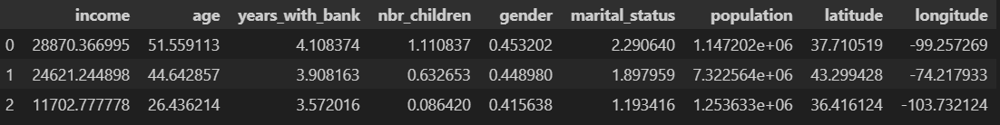 income age years_with_bank nbr_children gender marital_status population latitude longitude
0 28870.366995 51.559113 4.108374 1.110837 0.453202 2.290640 1.147202e+06 37.710519 -99.257269
1 24621.244898 44.642857 3.908163 0.632653 0.448980 1.897959 7.322564e+06 43.299428 -74.217933
2 11702.777778 26.436214 3.572016 0.086420 0.415638 1.193416 1.253633e+06 36.416124 -103.732124